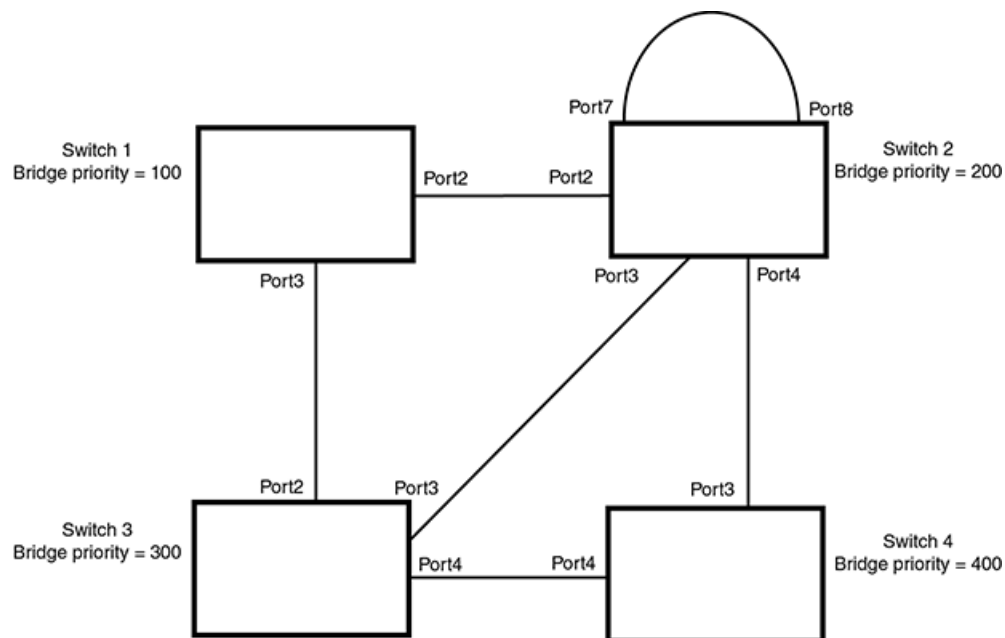 Port7
Port8
Switch 1
Bridge priority = 100
Switch 2
Bridge priority = 200
Port2
Port2
Port3
Port3
Port4
Port2
Port3
Port3
Switch 3
Bridge priority = 300
Switch 4
Bridge priority = 400
Port4
Port4